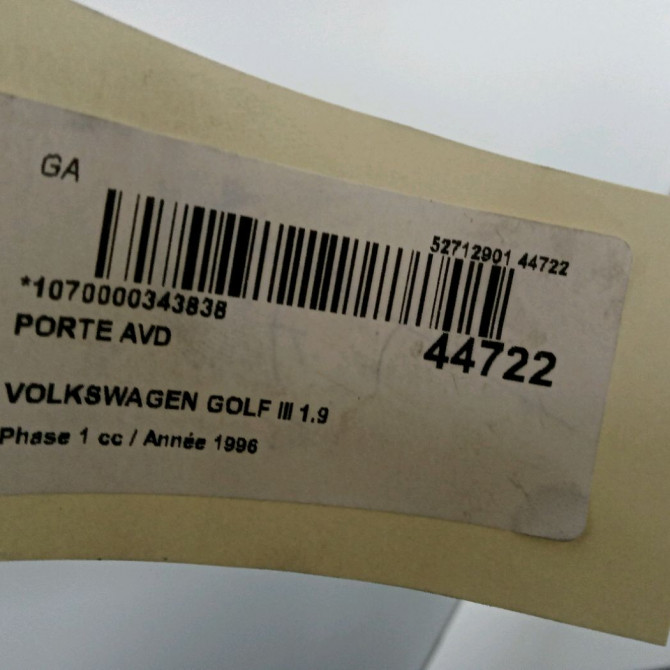 GA
52712901 44722
*1070000343838
PORTE AVD
44722
VOLKSWAGEN GOLF III 1.9
Phase 1 cc / Année 1996